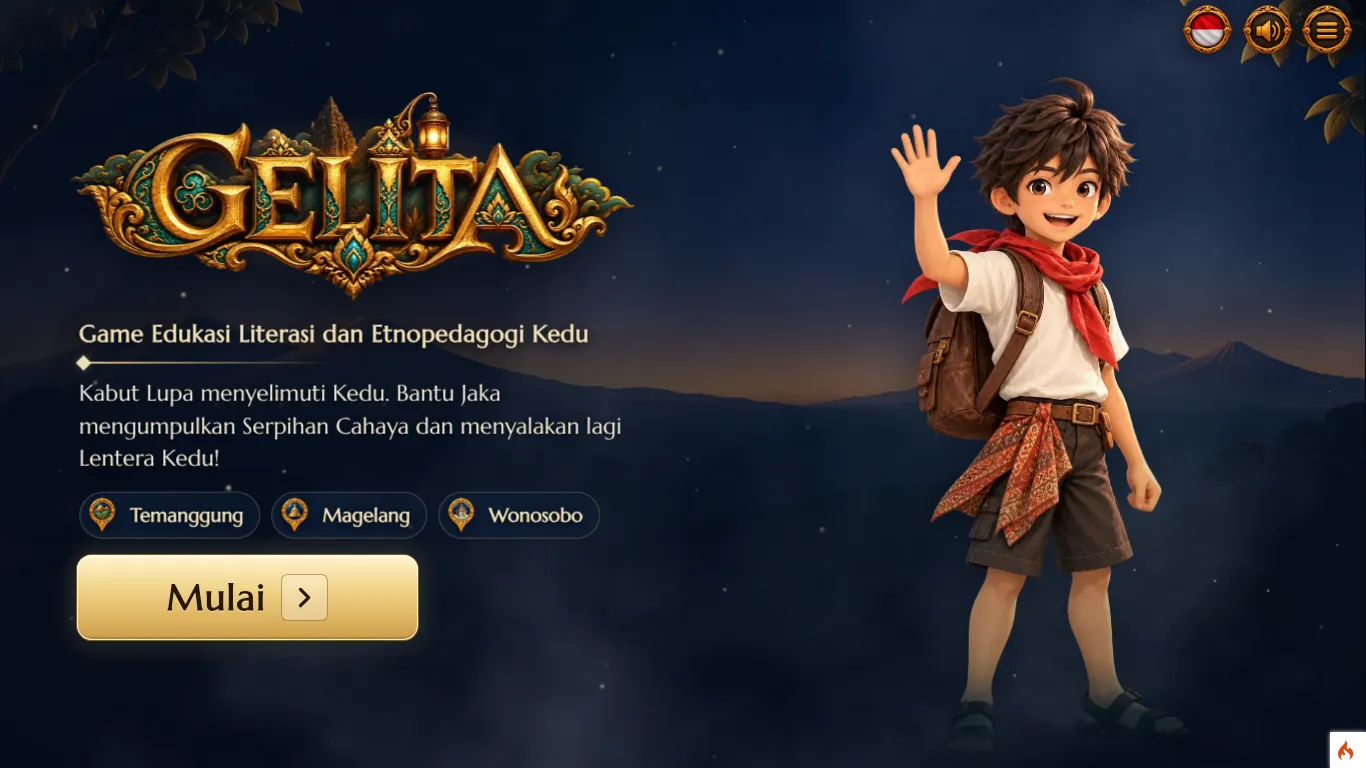 GELITA
Game Edukasi Literasi dan Etnopedagogi Kedu
Kabut Lupa menyelimuti Kedu. Bantu Jaka
mengumpulkan Serpihan Cahaya dan menyalakan lagi
Lentera Kedu!
Temanggung
Magelang
Wonosobo
Mulai